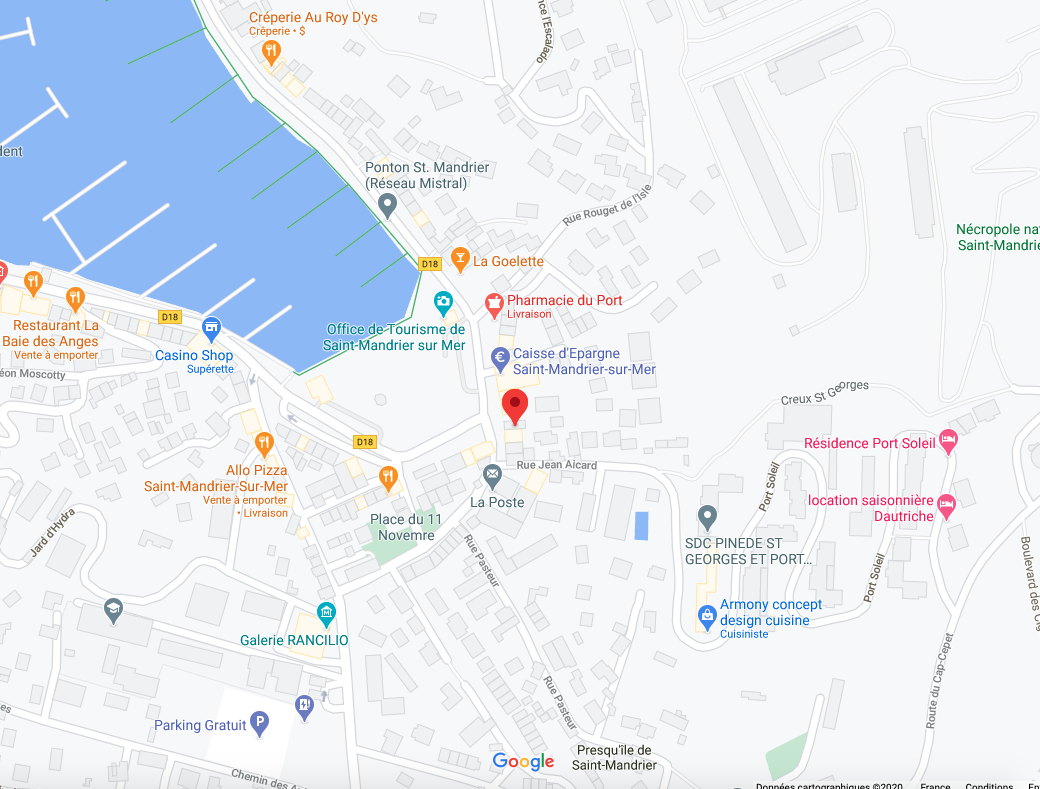 Créperie Au Roy D'ys
Crêperie • $
nce l'Escalado
Ponton St. Mandrier
(Réseau Mistral)
dent
Rue Rouget de l'Isle
Nécropole nat
Saint-Mandrie
D18
La Goelette
Pharmacie du Port
Livraison
D18
Office de Tourisme de
Saint-Mandrier sur Mer
Restaurant La
Baie des Anges
Vente à emporter
Casino Shop
Supérette
Caisse d'Epargne
Saint-Mandrier-sur-Mer
éon Moscotty
Creux St Georges
D18
Résidence Port Soleil
Allo Pizza
Saint-Mandrier-Sur-Mer
Vente à emporter
• Livraison
Rue Jean Aicard
La Poste
Port Soleil
location saisonnière
Dautriche
Place du 11
Novemre
Jard d'Hydra
Rue Pasteur
SDC PINEDE ST
GEORGES ET PORT...
Port Soleil
Boulevard des Cig
Armony concept
design cuisine
Cuisiniste
Galerie RANCILIO
Route du Cap-Cepet
Rue Pasteur
es
Parking Gratuit
P
Google
Presqu'île de
Saint-Mandrier
Chemin des A
Données cartographiques ©2020 France Conditions En